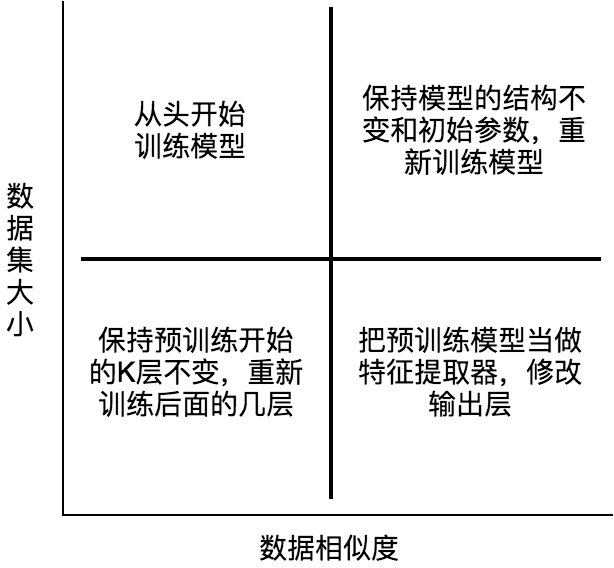 从头开始
训练模型
保持模型的结构不
变和初始参数，重
新训练模型
数
据
集
大
小
保持预训练开始
的K层不变，重新
训练后面的几层
把预训练模型当做
特征提取器，修改
输出层
数据相似度